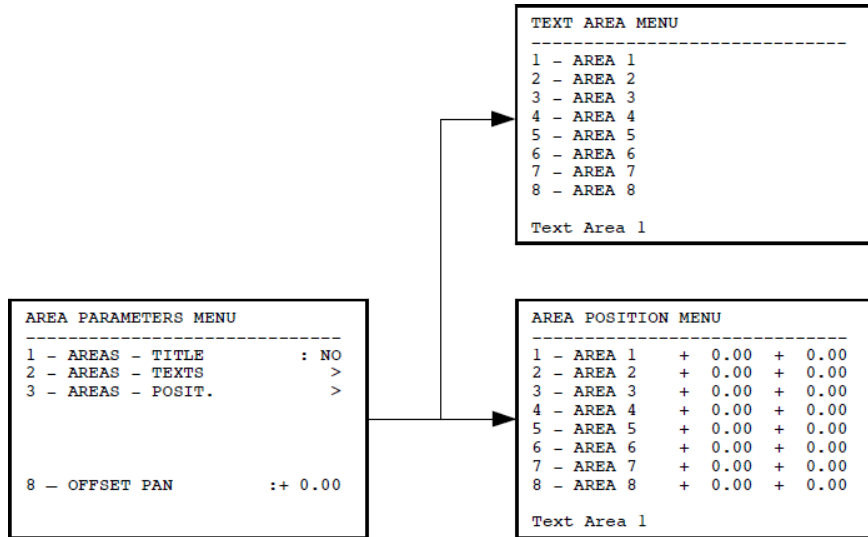 TEXT AREA MENU
------------------------------
1 – AREA 1
2 – AREA 2
3 – AREA 3
4 – AREA 4
5 – AREA 5
6 – AREA 6
7 – AREA 7
8 – AREA 8
Text Area 1
AREA PARAMETERS MENU
------------------------------
1 – AREAS – TITLE : NO
2 – AREAS – TEXTS >
3 – AREAS – POSIT. >
8 – OFFSET PAN :+ 0.00
AREA POSITION MENU
------------------------------
1 – AREA 1 + 0.00 + 0.00
2 – AREA 2 + 0.00 + 0.00
3 – AREA 3 + 0.00 + 0.00
4 – AREA 4 + 0.00 + 0.00
5 – AREA 5 + 0.00 + 0.00
6 – AREA 6 + 0.00 + 0.00
7 – AREA 7 + 0.00 + 0.00
8 – AREA 8 + 0.00 + 0.00
Text Area 1